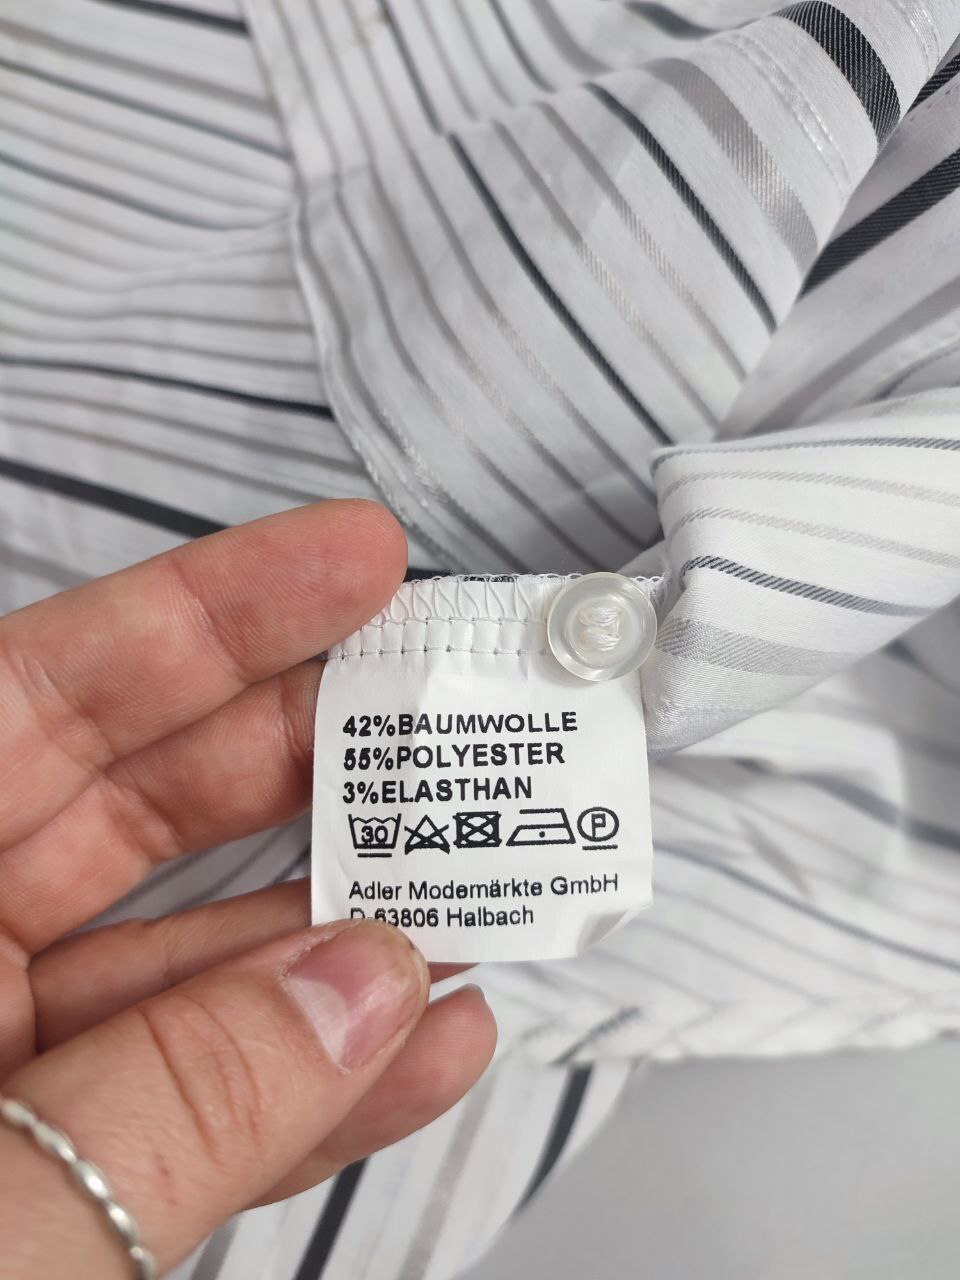 42%BAUMWOLLE
55%POLYESTER
3%ELASTHAN
30 P
Adler Modemärkte GmbH
D-63806 Halbach